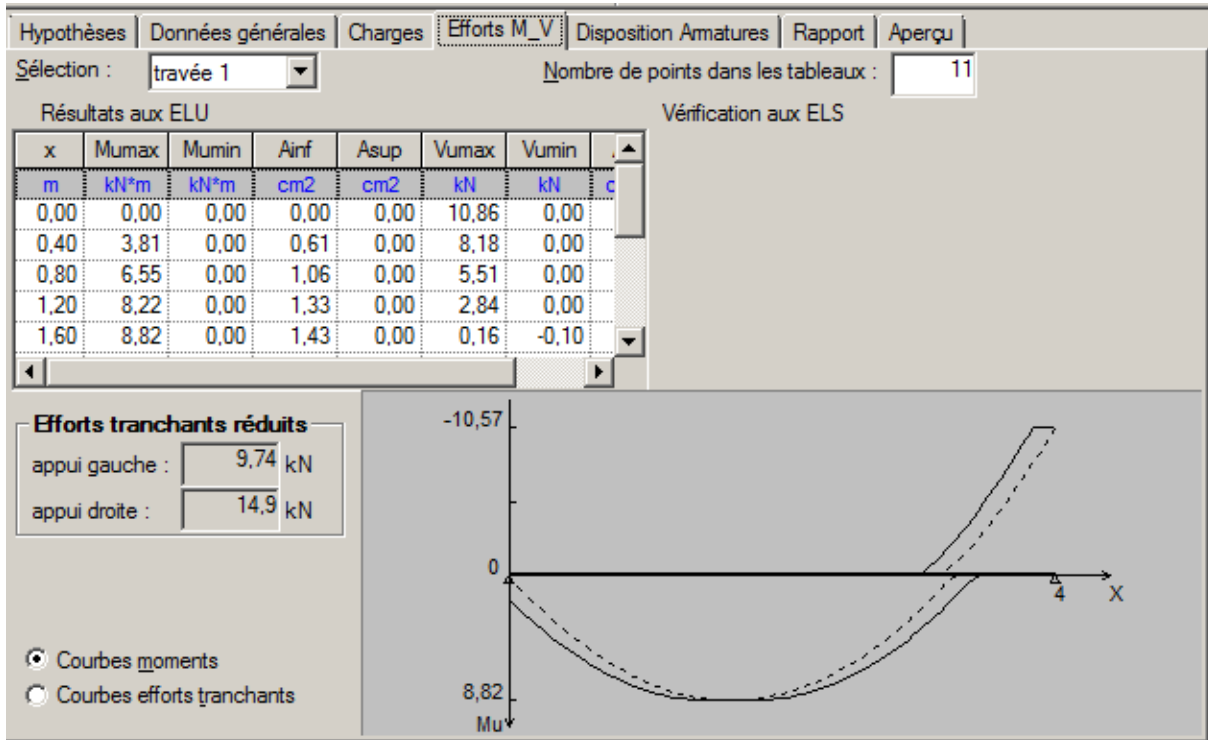 Hypothèses Données générales Charges Efforts M_V Disposition Armatures Rapport Aperçu
Sélection : travée 1 Nombre de points dans les tableaux : 11
Résultats aux ELU Vérification aux ELS
x Mumax Mumin Ainf Asup Vumax Vumin
m kN*m kN*m cm2 cm2 kN kN
0,00 0,00 0,00 0,00 0,00 10,86 0,00
0,40 3,81 0,00 0,61 0,00 8,18 0,00
0,80 6,55 0,00 1,06 0,00 5,51 0,00
1,20 8,22 0,00 1,33 0,00 2,84 0,00
1,60 8,82 0,00 1,43 0,00 0,16 -0,10
Efforts tranchants réduits
appui gauche : 9,74 kN
appui droite : 14,9 kN
Courbes moments
Courbes efforts tranchants
-10,57
0
4 X
8,82
Mu